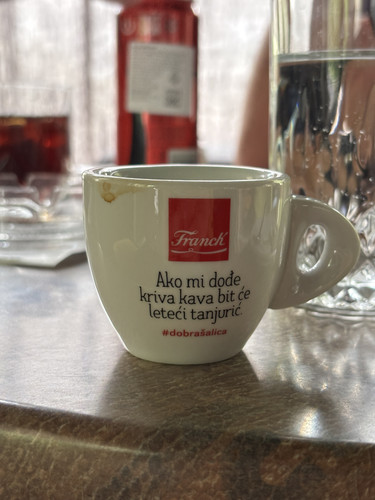 Franck
Ako mi dođe
kriva kava bit će
leteći tanjurić.
#dobrašalica